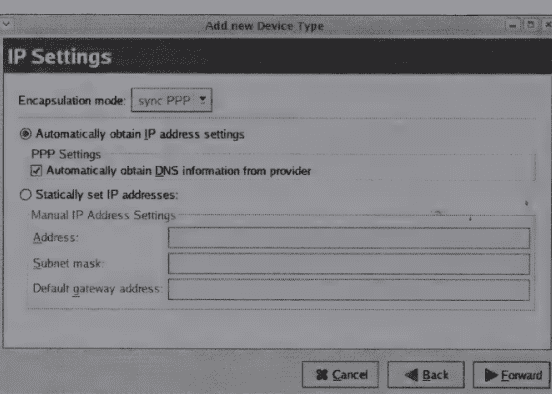 Add new Device Type
IP Settings
Encapsulation mode: sync PPP
Automatically obtain IP address settings
PPP Settings
Automatically obtain DNS information from provider
Statically set IP addresses:
Manual IP Address Settings
Address:
Subnet mask:
Default gateway address:
Cancel Back Forward